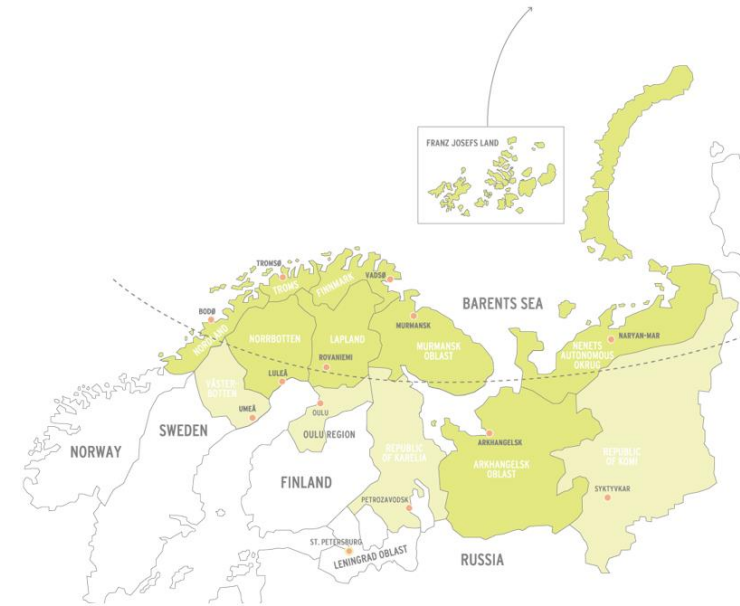 FRANZ JOSEFS LAND
TROMSØ
TROMS
FINNMARK
VADSØ
BARENTS SEA
BODØ
NORDLAND
MURMANSK
NORRBOTTEN
LAPLAND
MURMANSK
OBLAST
NARYAN-MAR
NENETS
AUTONOMOUS
OKRUG
ROVANIEMI
LULEÅ
VÄSTER
BOTTEN
UMEÅ
OULU
OULU REGION
SWEDEN
NORWAY
ARKHANGELSK
REPUBLIC
OF KARELIA
ARKHANGELSK
OBLAST
REPUBLIC
OF KOMI
FINLAND
PETROZAVODSK
SYKTYVKAR
ST. PETERSBURG
LENINGRAD OBLAST
RUSSIA